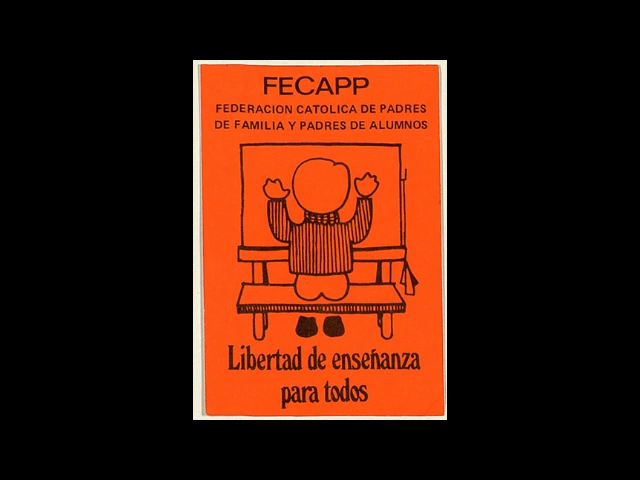 FECAPP
FEDERACION CATOLICA DE PADRES
DE FAMILIA Y PADRES DE ALUMNOS
Libertad de enseñanza
para todos